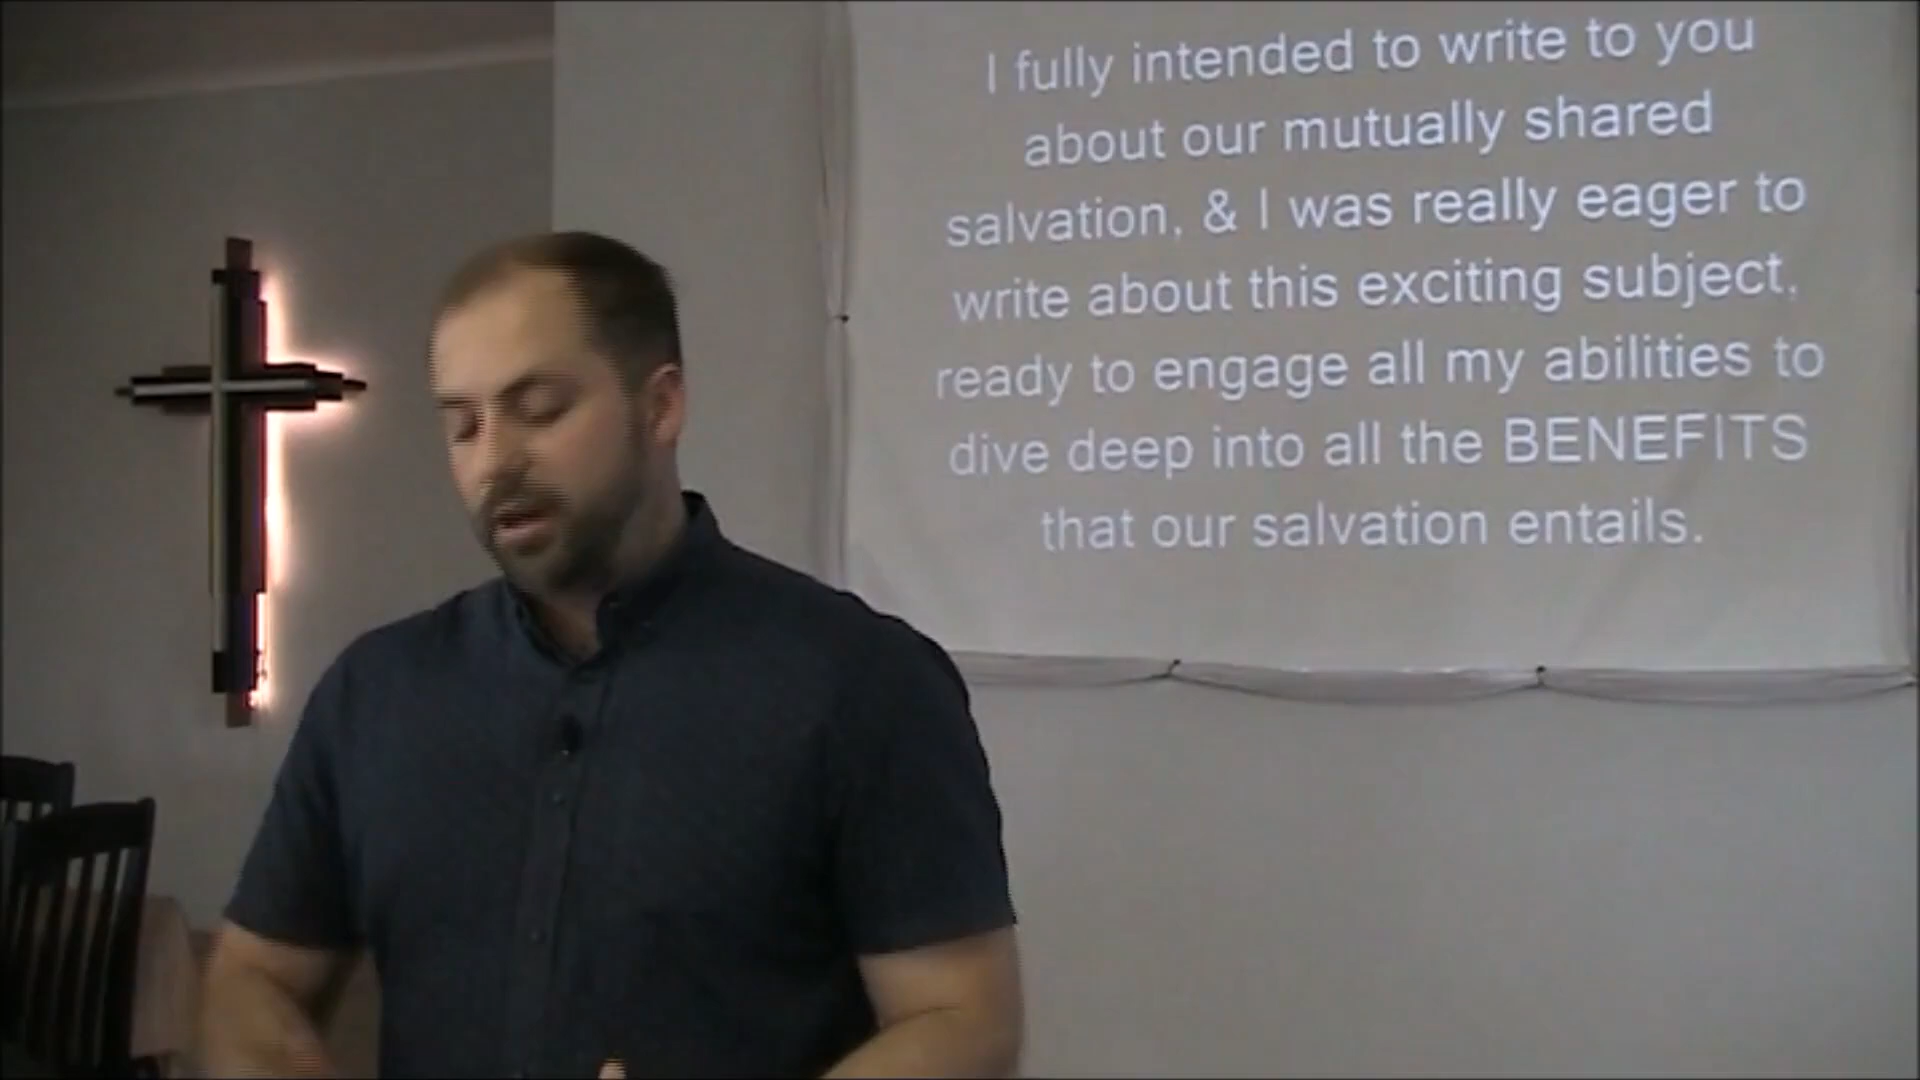 I fully intended to write to you
about our mutually shared
salvation, & I was really eager to
write about this exciting subject,
ready to engage all my abilities to
dive deep into all the BENEFITS
that our salvation entails.